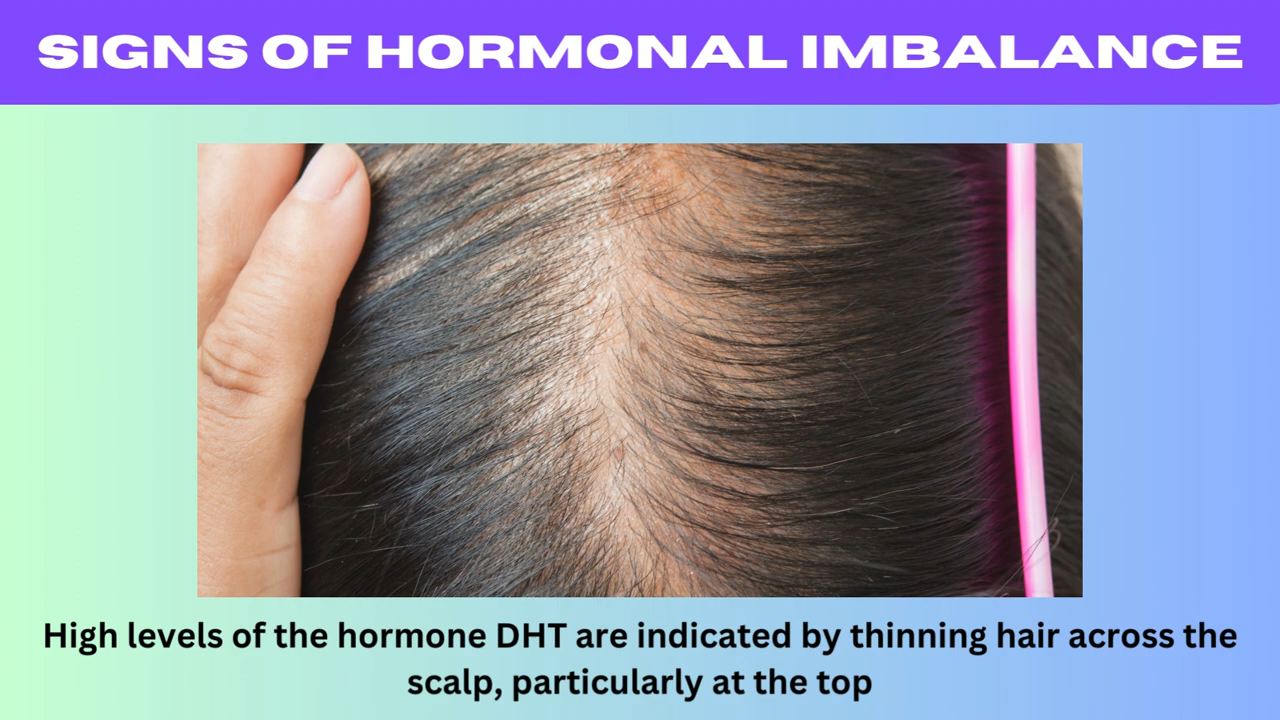 SIGNS OF HORMONAL IMBALANCE
High levels of the hormone DHT are indicated by thinning hair across the
scalp, particularly at the top